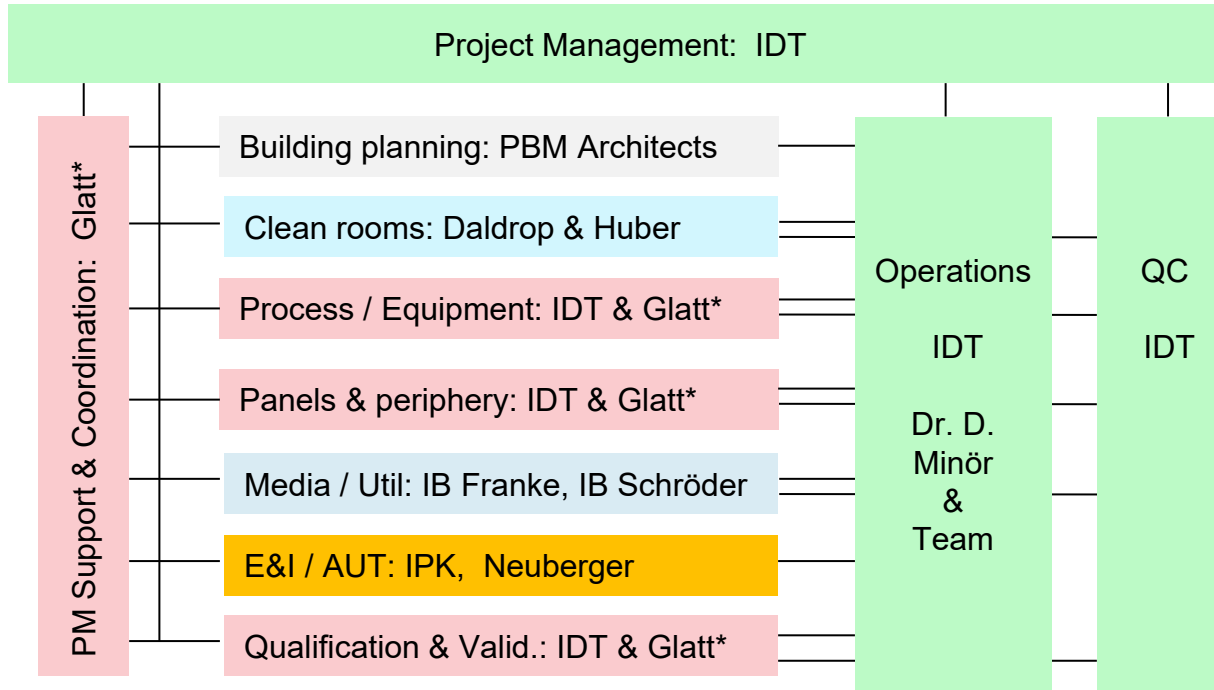 Project Management:  IDT
PM Support & Coordination:  Glatt*
Building planning: PBM Architects
Clean rooms: Daldrop & Huber
Process / Equipment: IDT & Glatt*
Panels & periphery: IDT & Glatt*
Media / Util: IB Franke, IB Schröder
E&I / AUT: IPK,  Neuberger
Qualification & Valid.: IDT & Glatt*
Operations
IDT
Dr. D.
Minör
&
Team
QC
IDT